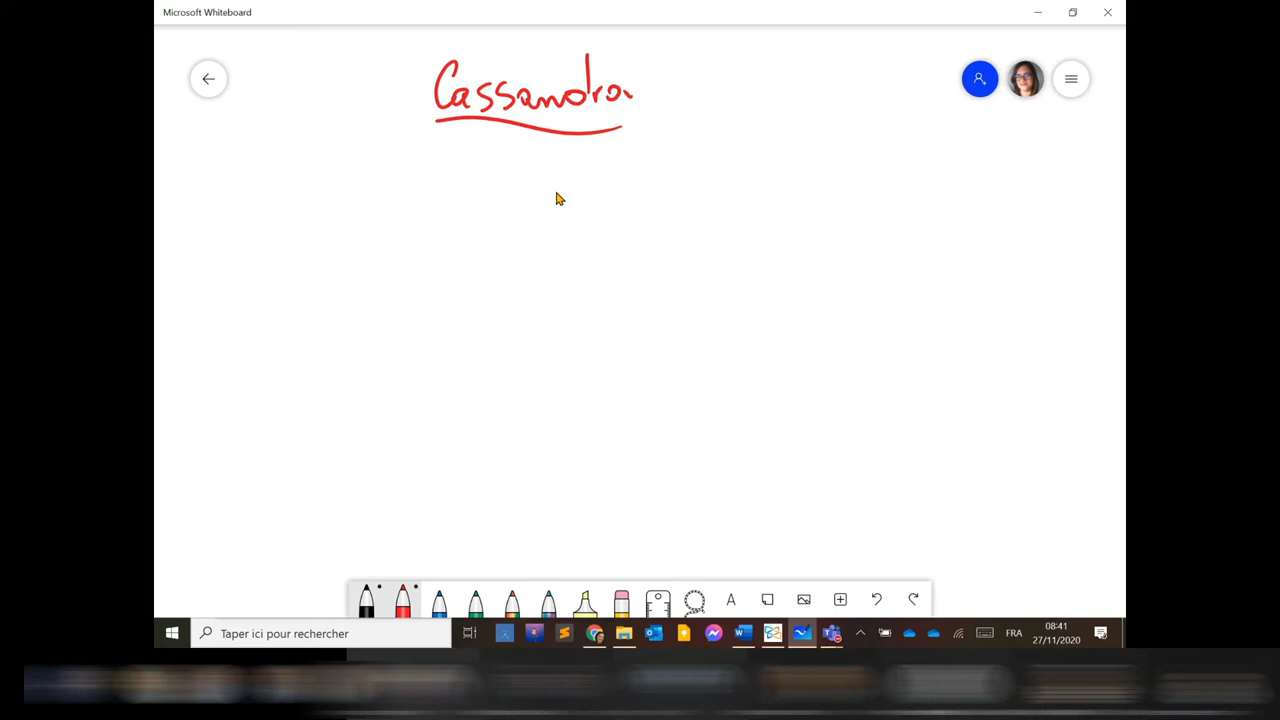 Microsoft Whiteboard
Cassandra
A
Taper ici pour rechercher
FRA
08:41
27/11/2020